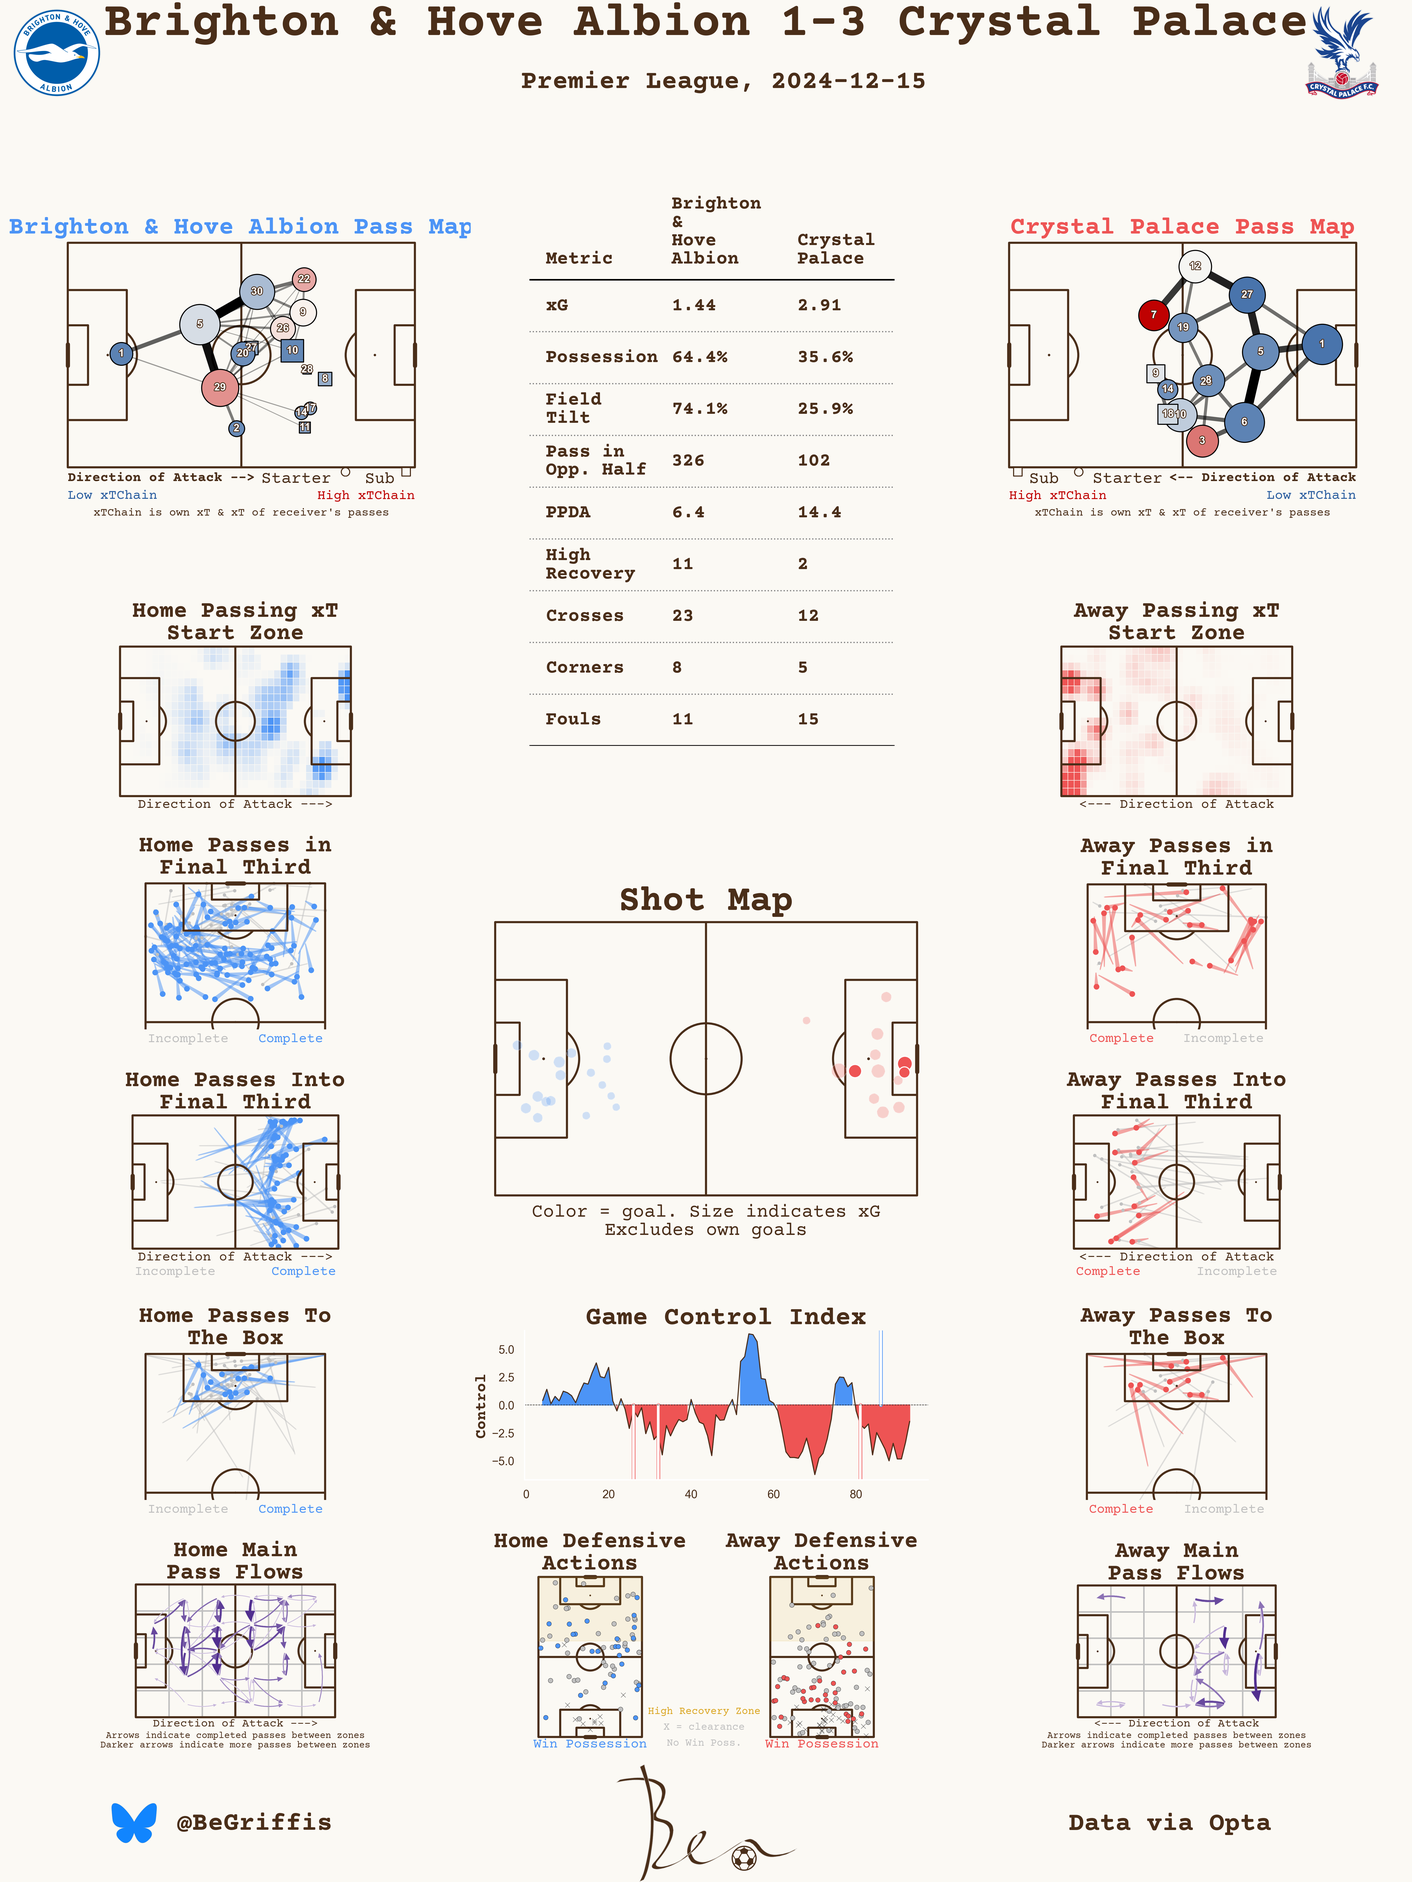 Brighton & Hove Albion 1-3 Crystal Palace
BRIGHTON & HOVE
ALBION
CRYSTAL PALACE F.C.
Premier League, 2024-12-15
Brighton & Hove Albion Pass Map
30
22
9
5
26
1
20
27
10
28
8
29
14
17
2
11
Direction of Attack --> Starter Sub
Low xTChain High xTChain
xTChain is own xT & xT of receiver's passes
Brighton
&
Hove
Albion
Crystal
Palace
Metric
xG 1.44 2.91
Possession 64.4% 35.6%
Field
Tilt 74.1% 25.9%
Pass in
Opp. Half 326 102
PPDA 6.4 14.4
High
Recovery 11 2
Crosses 23 12
Corners 8 5
Fouls 11 15
Crystal Palace Pass Map
12
27
7
19
5
1
9
14
28
18
10
6
3
Sub Starter <-- Direction of Attack
High xTChain Low xTChain
xTChain is own xT & xT of receiver's passes
Home Passing xT
Start Zone
Direction of Attack --->
Away Passing xT
Start Zone
<--- Direction of Attack
Home Passes in
Final Third
Incomplete Complete
Away Passes in
Final Third
Complete Incomplete
Shot Map
Color = goal. Size indicates xG
Excludes own goals
Home Passes Into
Final Third
Direction of Attack --->
Incomplete Complete
Away Passes Into
Final Third
<--- Direction of Attack
Complete Incomplete
Home Passes To
The Box
Incomplete Complete
Game Control Index
Control
5.0
2.5
0.0
−2.5
−5.0
0 20 40 60 80
Away Passes To
The Box
Complete Incomplete
Home Main
Pass Flows
Direction of Attack --->
Arrows indicate completed passes between zones
Darker arrows indicate more passes between zones
Home Defensive
Actions
Win Possession
High Recovery Zone
X = clearance
No Win Poss.
Away Defensive
Actions
Win Possession
Away Main
Pass Flows
<--- Direction of Attack
Arrows indicate completed passes between zones
Darker arrows indicate more passes between zones
@BeGriffis
Ben
Data via Opta